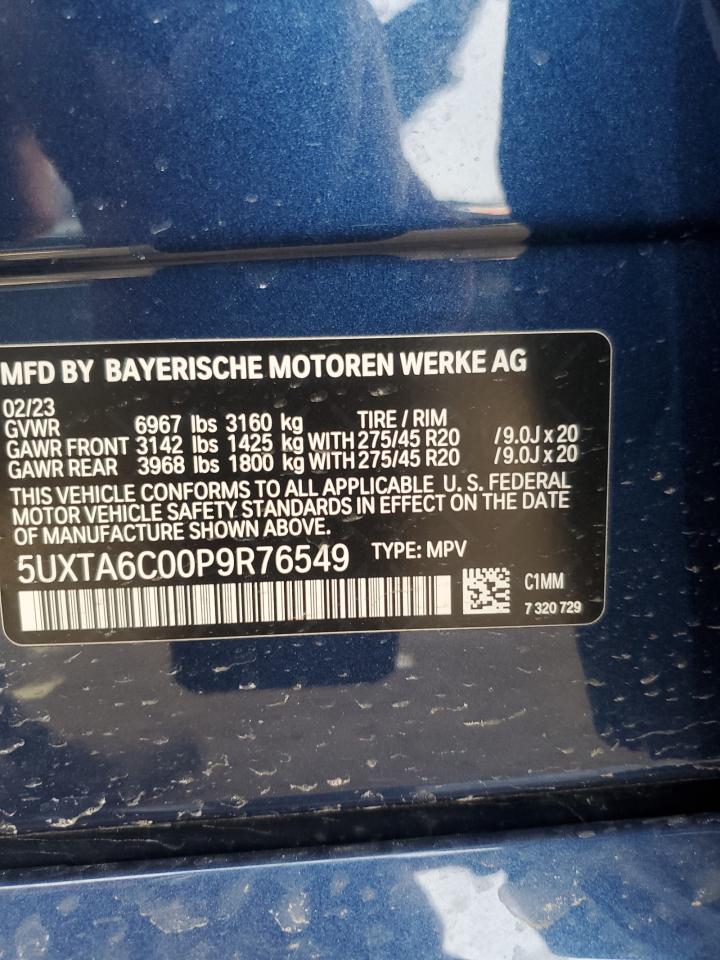 MFD BY BAYERISCHE MOTOREN WERKE AG
02/23
GVWR 6967 lbs 3160 kg TIRE / RIM
GAWR FRONT 3142 lbs 1425 kg WITH 275/45 R20 / 9.0J x 20
GAWR REAR 3968 lbs 1800 kg WITH 275/45 R20 / 9.0J x 20
THIS VEHICLE CONFORMS TO ALL APPLICABLE U. S. FEDERAL
MOTOR VEHICLE SAFETY STANDARDS IN EFFECT ON THE DATE
OF MANUFACTURE SHOWN ABOVE.
5UXTA6C00P9R76549 TYPE: MPV
C1MM
7 320 729